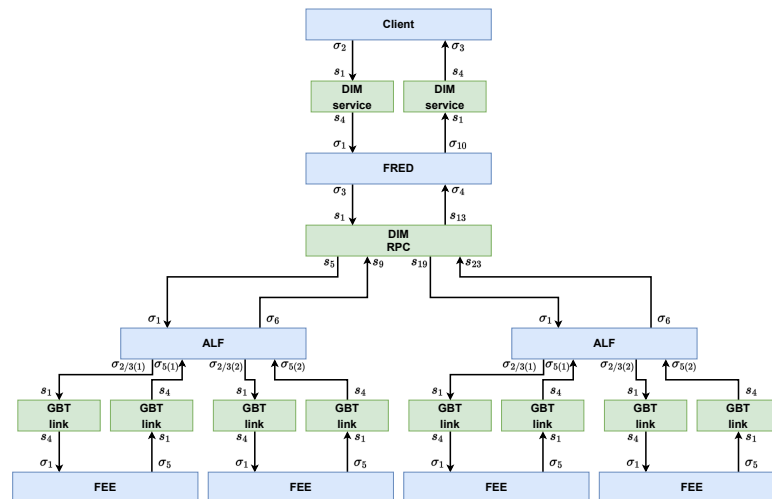 Client
σ2 σ3
s1 s4
DIM service DIM service
s4 s1
σ1 σ10
FRED
σ3 σ4
s1 s13
DIM
RPC
s5 s9 s19 s23
σ1 σ6 σ1 σ6
ALF ALF
σ2/3(1) σ5(1) σ2/3(2) σ5(2) σ2/3(1) σ5(1) σ2/3(2) σ5(2)
s1 s4 s1 s4 s1 s4 s1 s4
GBT link GBT link GBT link GBT link GBT link GBT link GBT link GBT link
s4 s1 s4 s1 s4 s1 s4 s1
σ1 σ5 σ1 σ5 σ1 σ5 σ1 σ5
FEE FEE FEE FEE